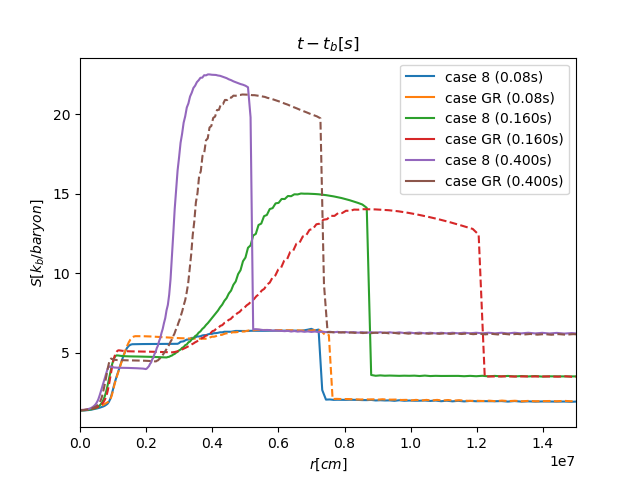 t − t_b[s]
20
15
10
5
S[k_b/baryon]
case 8 (0.08s)
case GR (0.08s)
case 8 (0.160s)
case GR (0.160s)
case 8 (0.400s)
case GR (0.400s)
0.0 0.2 0.4 0.6 0.8 1.0 1.2 1.4
1e7
r[cm]